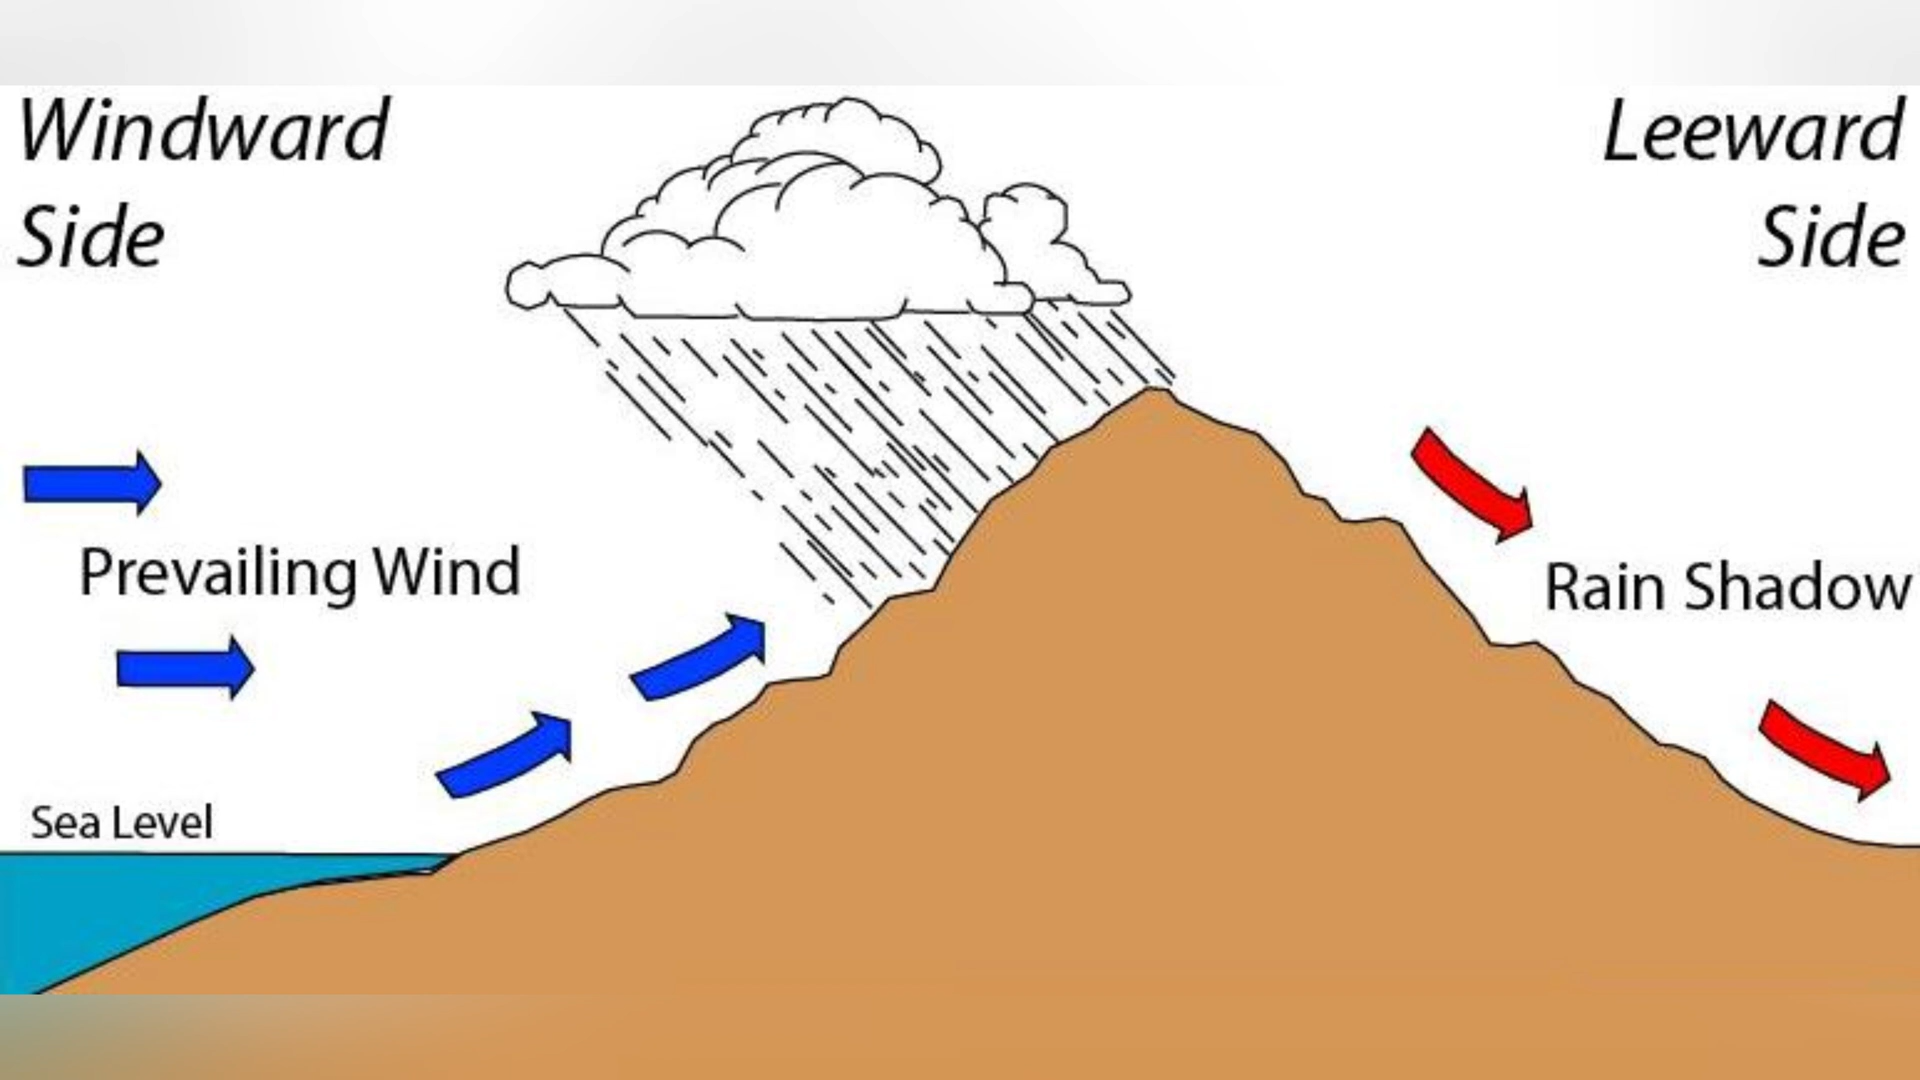 Windward
Side
Leeward
Side
Prevailing Wind
Rain Shadow
Sea Level